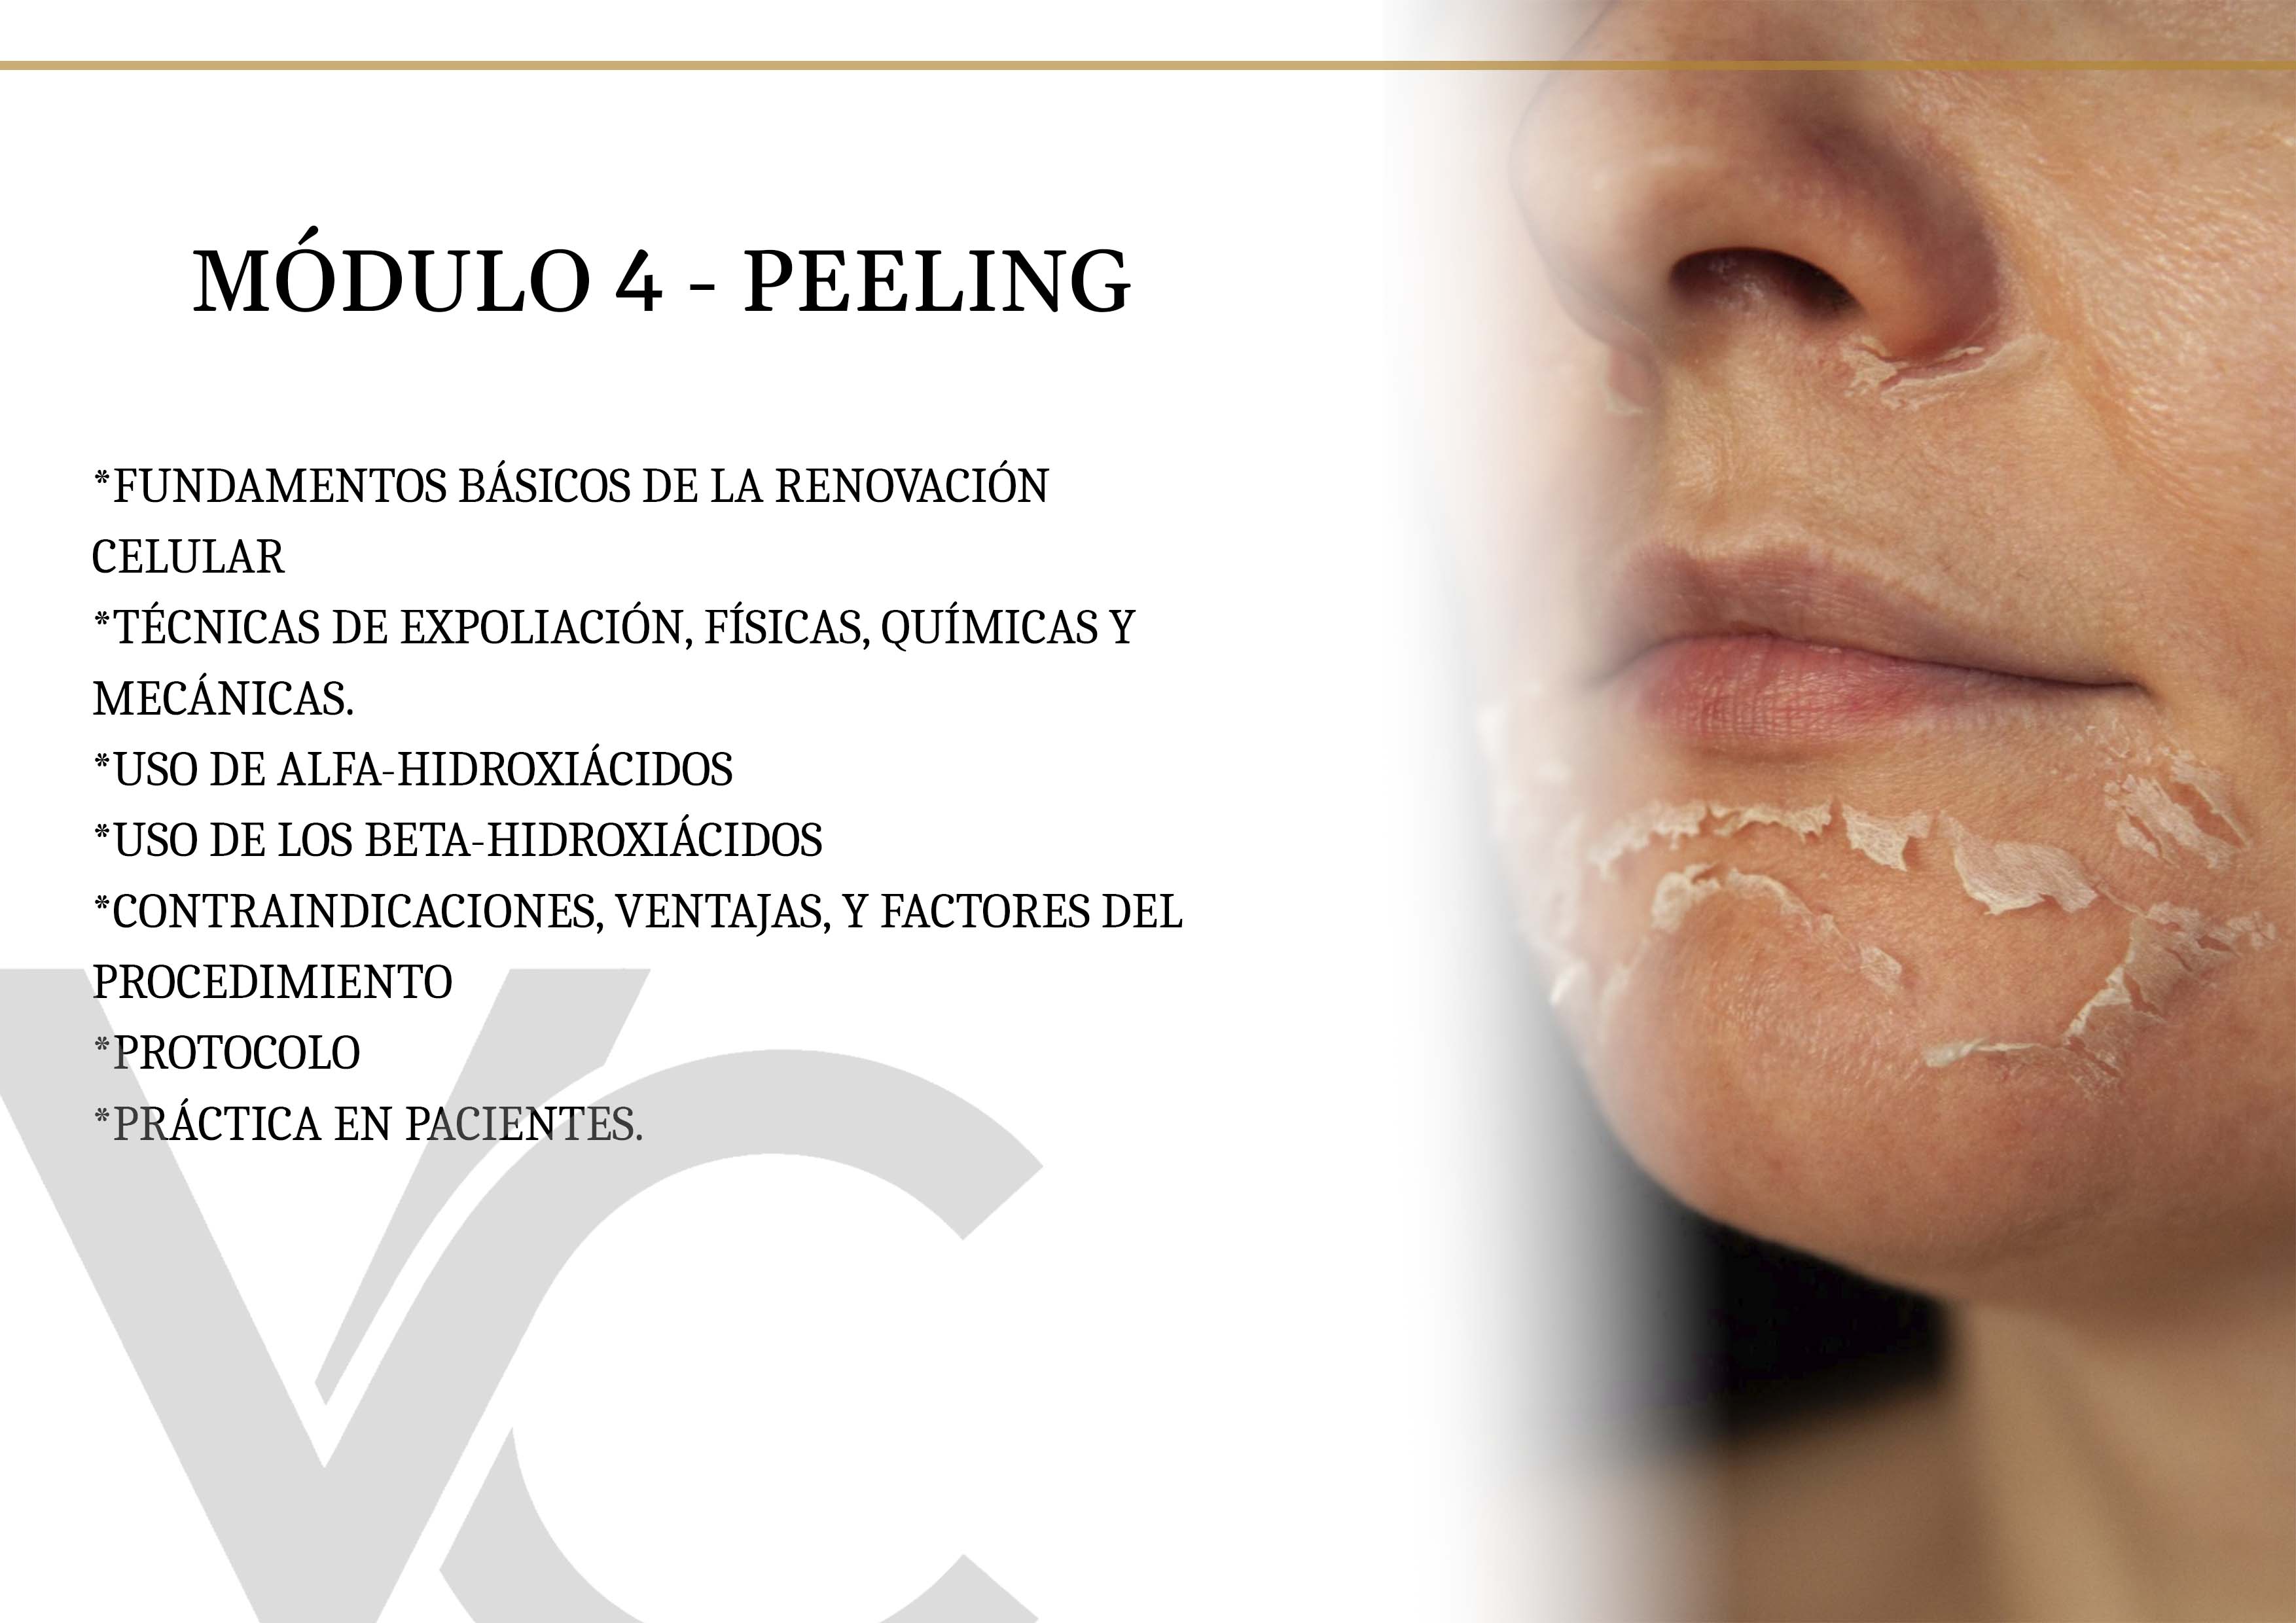 MÓDULO 4 - PEELING
*FUNDAMENTOS BÁSICOS DE LA RENOVACIÓN
CELULAR
*TÉCNICAS DE EXPOLIACIÓN, FÍSICAS, QUÍMICAS Y
MECÁNICAS.
*USO DE ALFA-HIDROXIÁCIDOS
*USO DE LOS BETA-HIDROXIÁCIDOS
*CONTRAINDICACIONES, VENTAJAS, Y FACTORES DEL
PROCEDIMIENTO
*PROTOCOLO
*PRÁCTICA EN PACIENTES.
VC